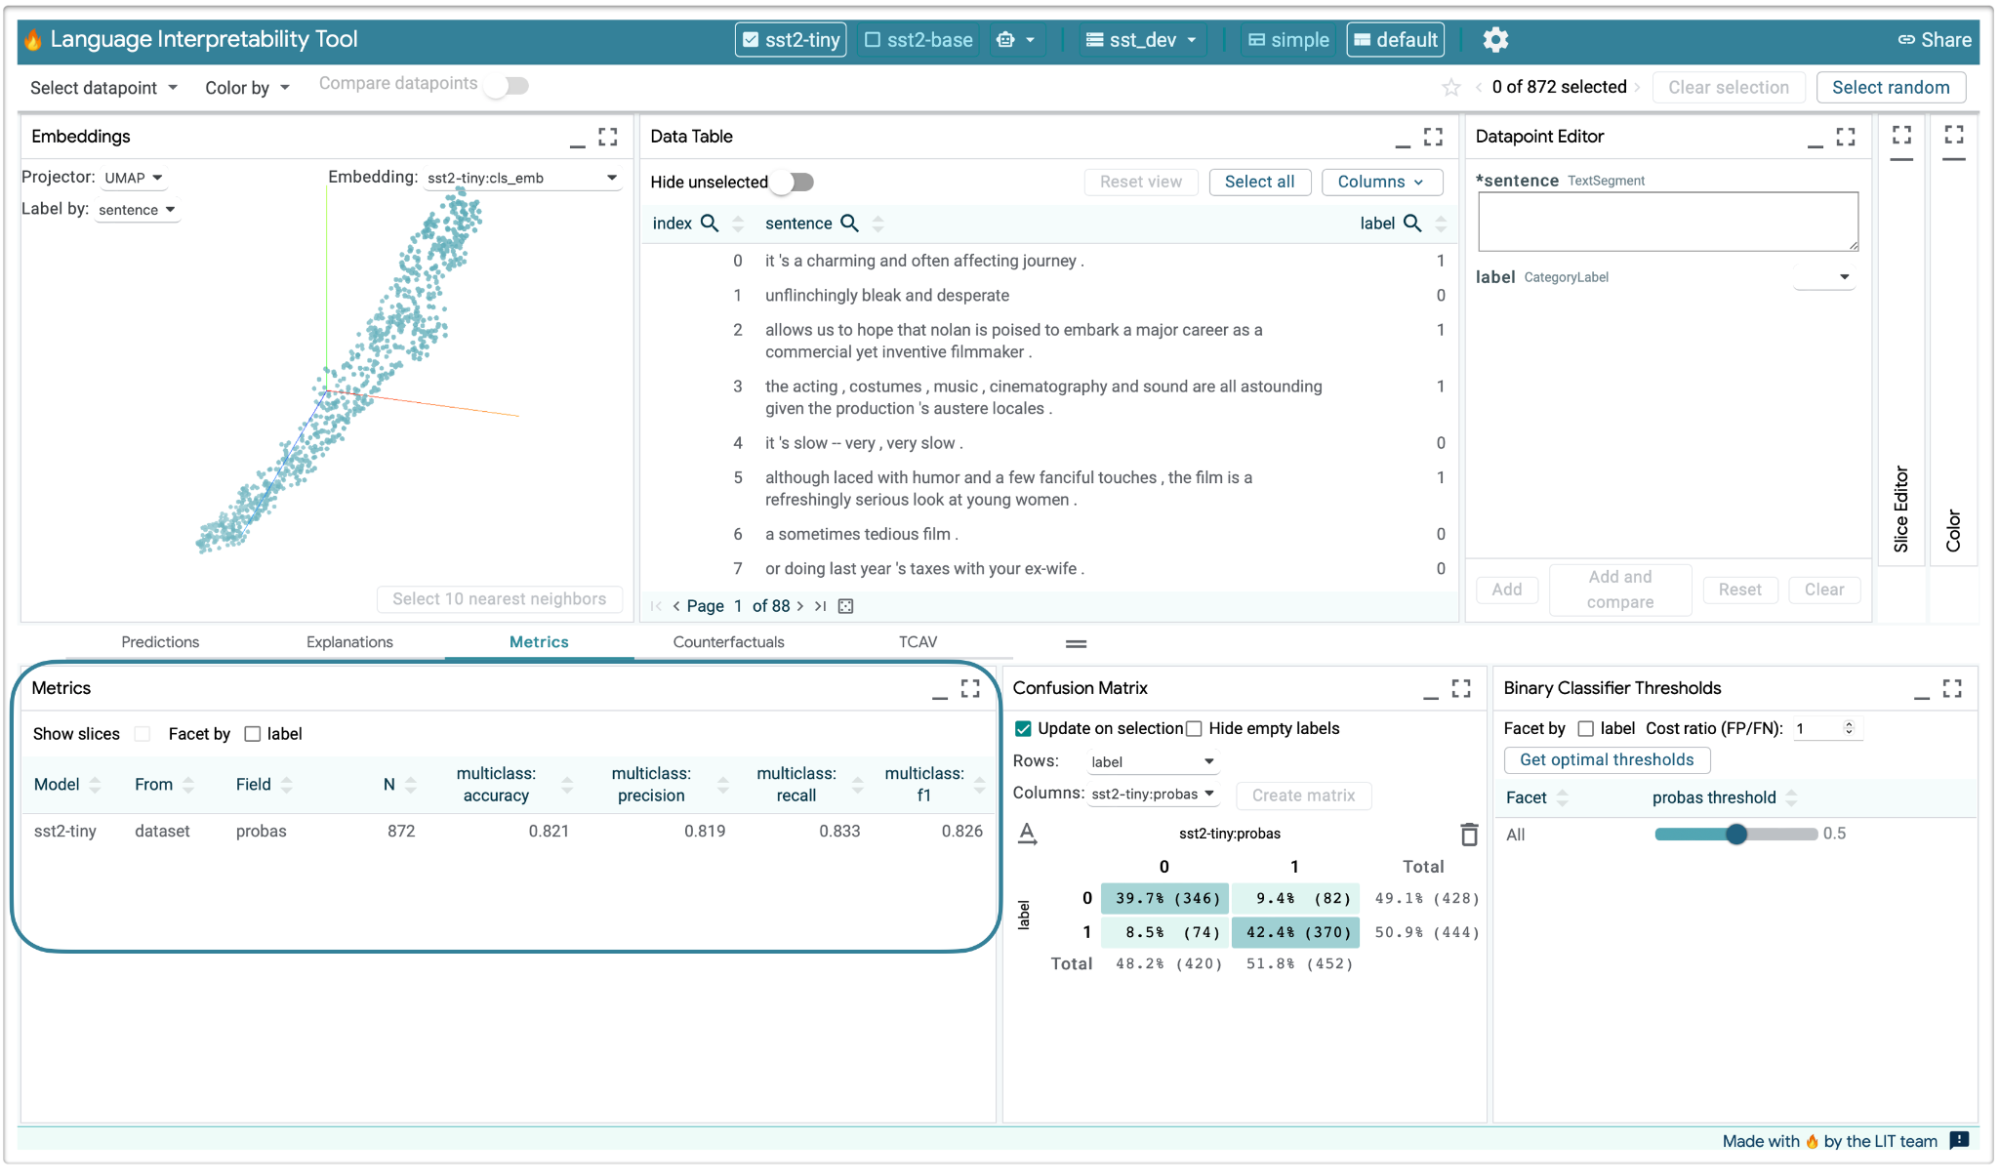 Language Interpretability Tool
sst2-tiny sst2-base sst_dev simple default Share
Select datapoint Color by Compare datapoints 0 of 872 selected Clear selection Select random
Embeddings
Projector: UMAP Embedding: sst2-tiny:cls_emb
Label by: sentence
Select 10 nearest neighbors
Data Table
Hide unselected Reset view Select all Columns
index sentence label
0 it 's a charming and often affecting journey . 1
1 unflinchingly bleak and desperate 0
2 allows us to hope that nolan is poised to embark a major career as a 1
commercial yet inventive filmmaker .
3 the acting , costumes , music , cinematography and sound are all astounding 1
given the production 's austere locales .
4 it 's slow -- very , very slow . 0
5 although laced with humor and a few fanciful touches , the film is a 1
refreshingly serious look at young women .
6 a sometimes tedious film . 0
7 or doing last year 's taxes with your ex-wife . 0
Page 1 of 88
Datapoint Editor
*sentence TextSegment
label CategoryLabel
Add Add and compare Reset Clear
Slice Editor
Color
Predictions Explanations Metrics Counterfactuals TCAV
Metrics
Show slices Facet by label
Model From Field N multiclass: accuracy multiclass: precision multiclass: recall multiclass: f1
sst2-tiny dataset probas 872 0.821 0.819 0.833 0.826
Confusion Matrix
Update on selection Hide empty labels
Rows: label
Columns: sst2-tiny:probas Create matrix
A sst2-tiny:probas
0 1 Total
label
0 39.7% (346) 9.4% (82) 49.1% (428)
1 8.5% (74) 42.4% (370) 50.9% (444)
Total 48.2% (420) 51.8% (452)
Binary Classifier Thresholds
Facet by label Cost ratio (FP/FN): 1
Get optimal thresholds
Facet probas threshold
All 0.5
Made with 🔥 by the LIT team